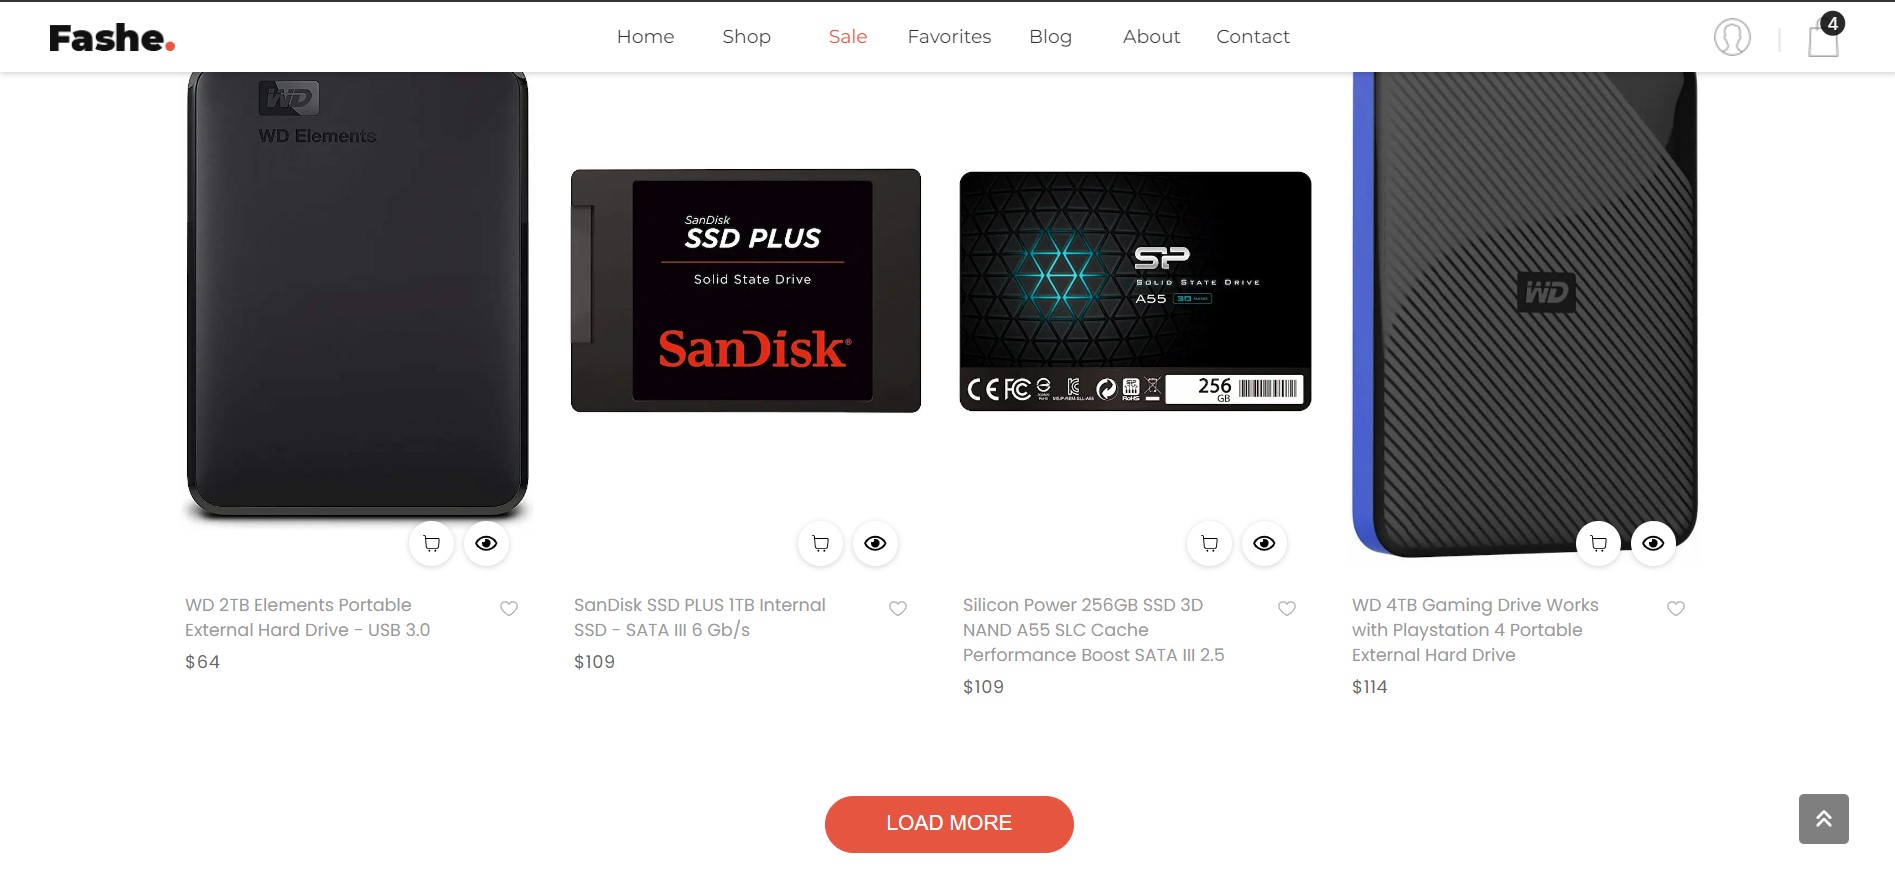 Fashe.
Home Shop Sale Favorites Blog About Contact
4
WD
WD Elements
SanDisk
SSD PLUS
Solid State Drive
SanDisk®
SP
SOLID STATE DRIVE
A55
CE FC
RoHS
256
GB
WD
WD 2TB Elements Portable
External Hard Drive - USB 3.0
$64
SanDisk SSD PLUS 1TB Internal
SSD - SATA III 6 Gb/s
$109
Silicon Power 256GB SSD 3D
NAND A55 SLC Cache
Performance Boost SATA III 2.5
$109
WD 4TB Gaming Drive Works
with Playstation 4 Portable
External Hard Drive
$114
LOAD MORE